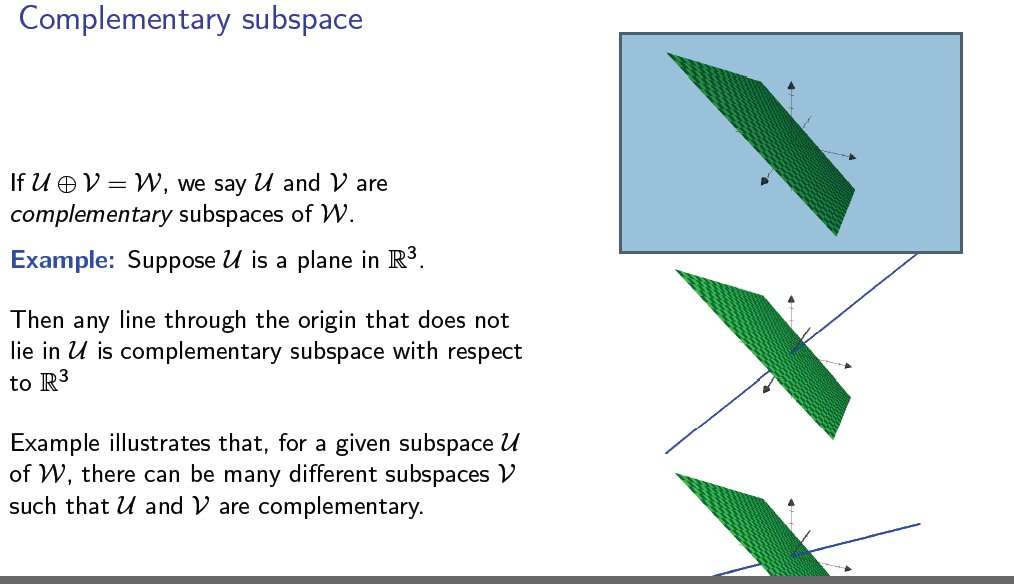 Complementary subspace
If 𝒰 ⊕ 𝒱 = 𝒲, we say 𝒰 and 𝒱 are
complementary subspaces of 𝒲.
Example: Suppose 𝒰 is a plane in ℝ³.
Then any line through the origin that does not
lie in 𝒰 is complementary subspace with respect
to ℝ³
Example illustrates that, for a given subspace 𝒰
of 𝒲, there can be many different subspaces 𝒱
such that 𝒰 and 𝒱 are complementary.